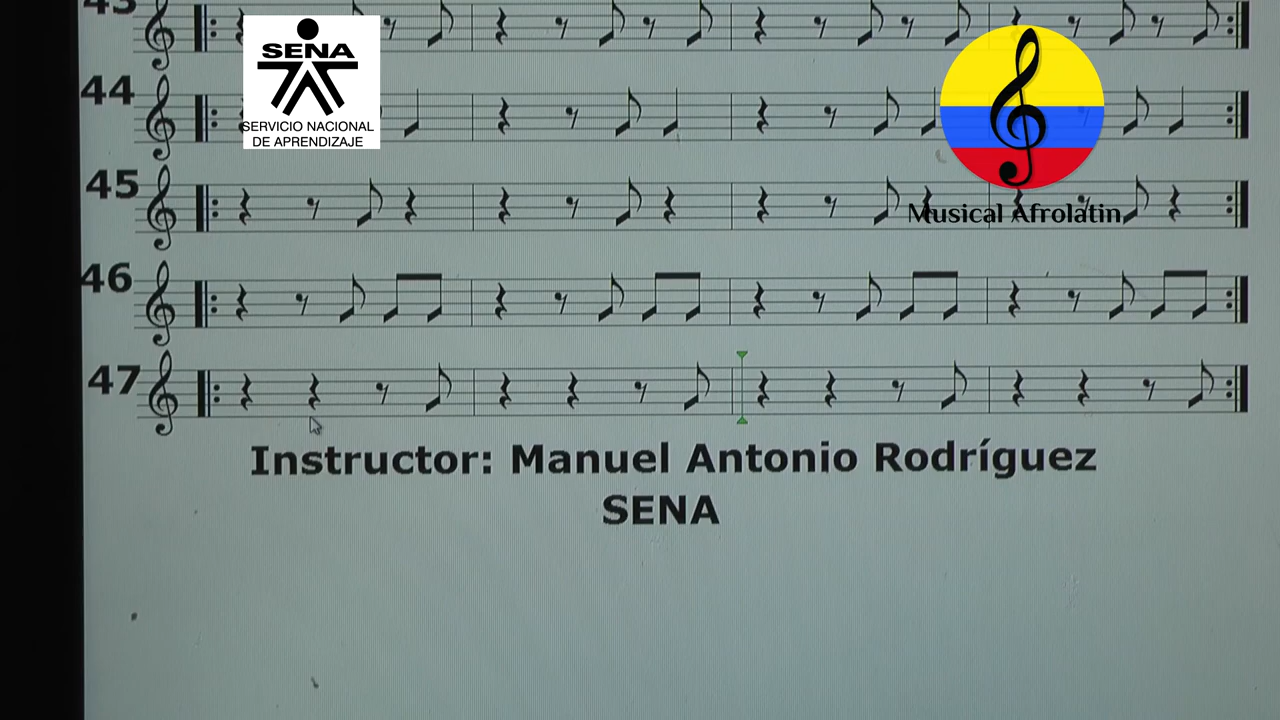 43
SENA
SERVICIO NACIONAL
DE APRENDIZAJE
44
45
Musical Afrolatin
46
47
Instructor: Manuel Antonio Rodríguez
SENA